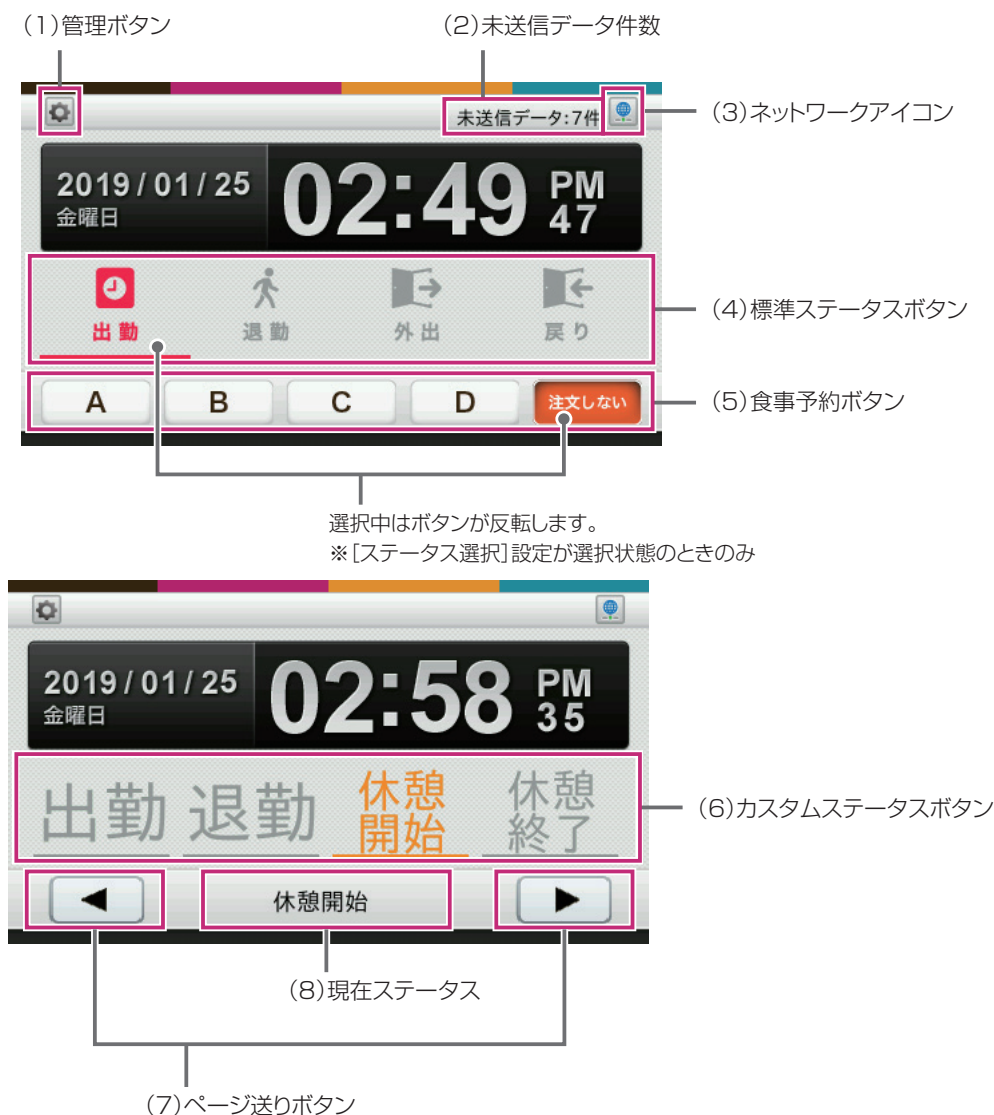 (1)管理ボタン
(2)未送信データ件数
未送信データ:7件
(3)ネットワークアイコン
2019/01/25
金曜日
02:49
PM
47
出勤
退勤
外出
戻り
(4)標準ステータスボタン
A
B
C
D
注文しない
(5)食事予約ボタン
選択中はボタンが反転します。
※[ステータス選択]設定が選択状態のときのみ
2019/01/25
金曜日
02:58
PM
35
出勤
退勤
休憩
開始
休憩
終了
(6)カスタムステータスボタン
休憩開始
(8)現在ステータス
(7)ページ送りボタン